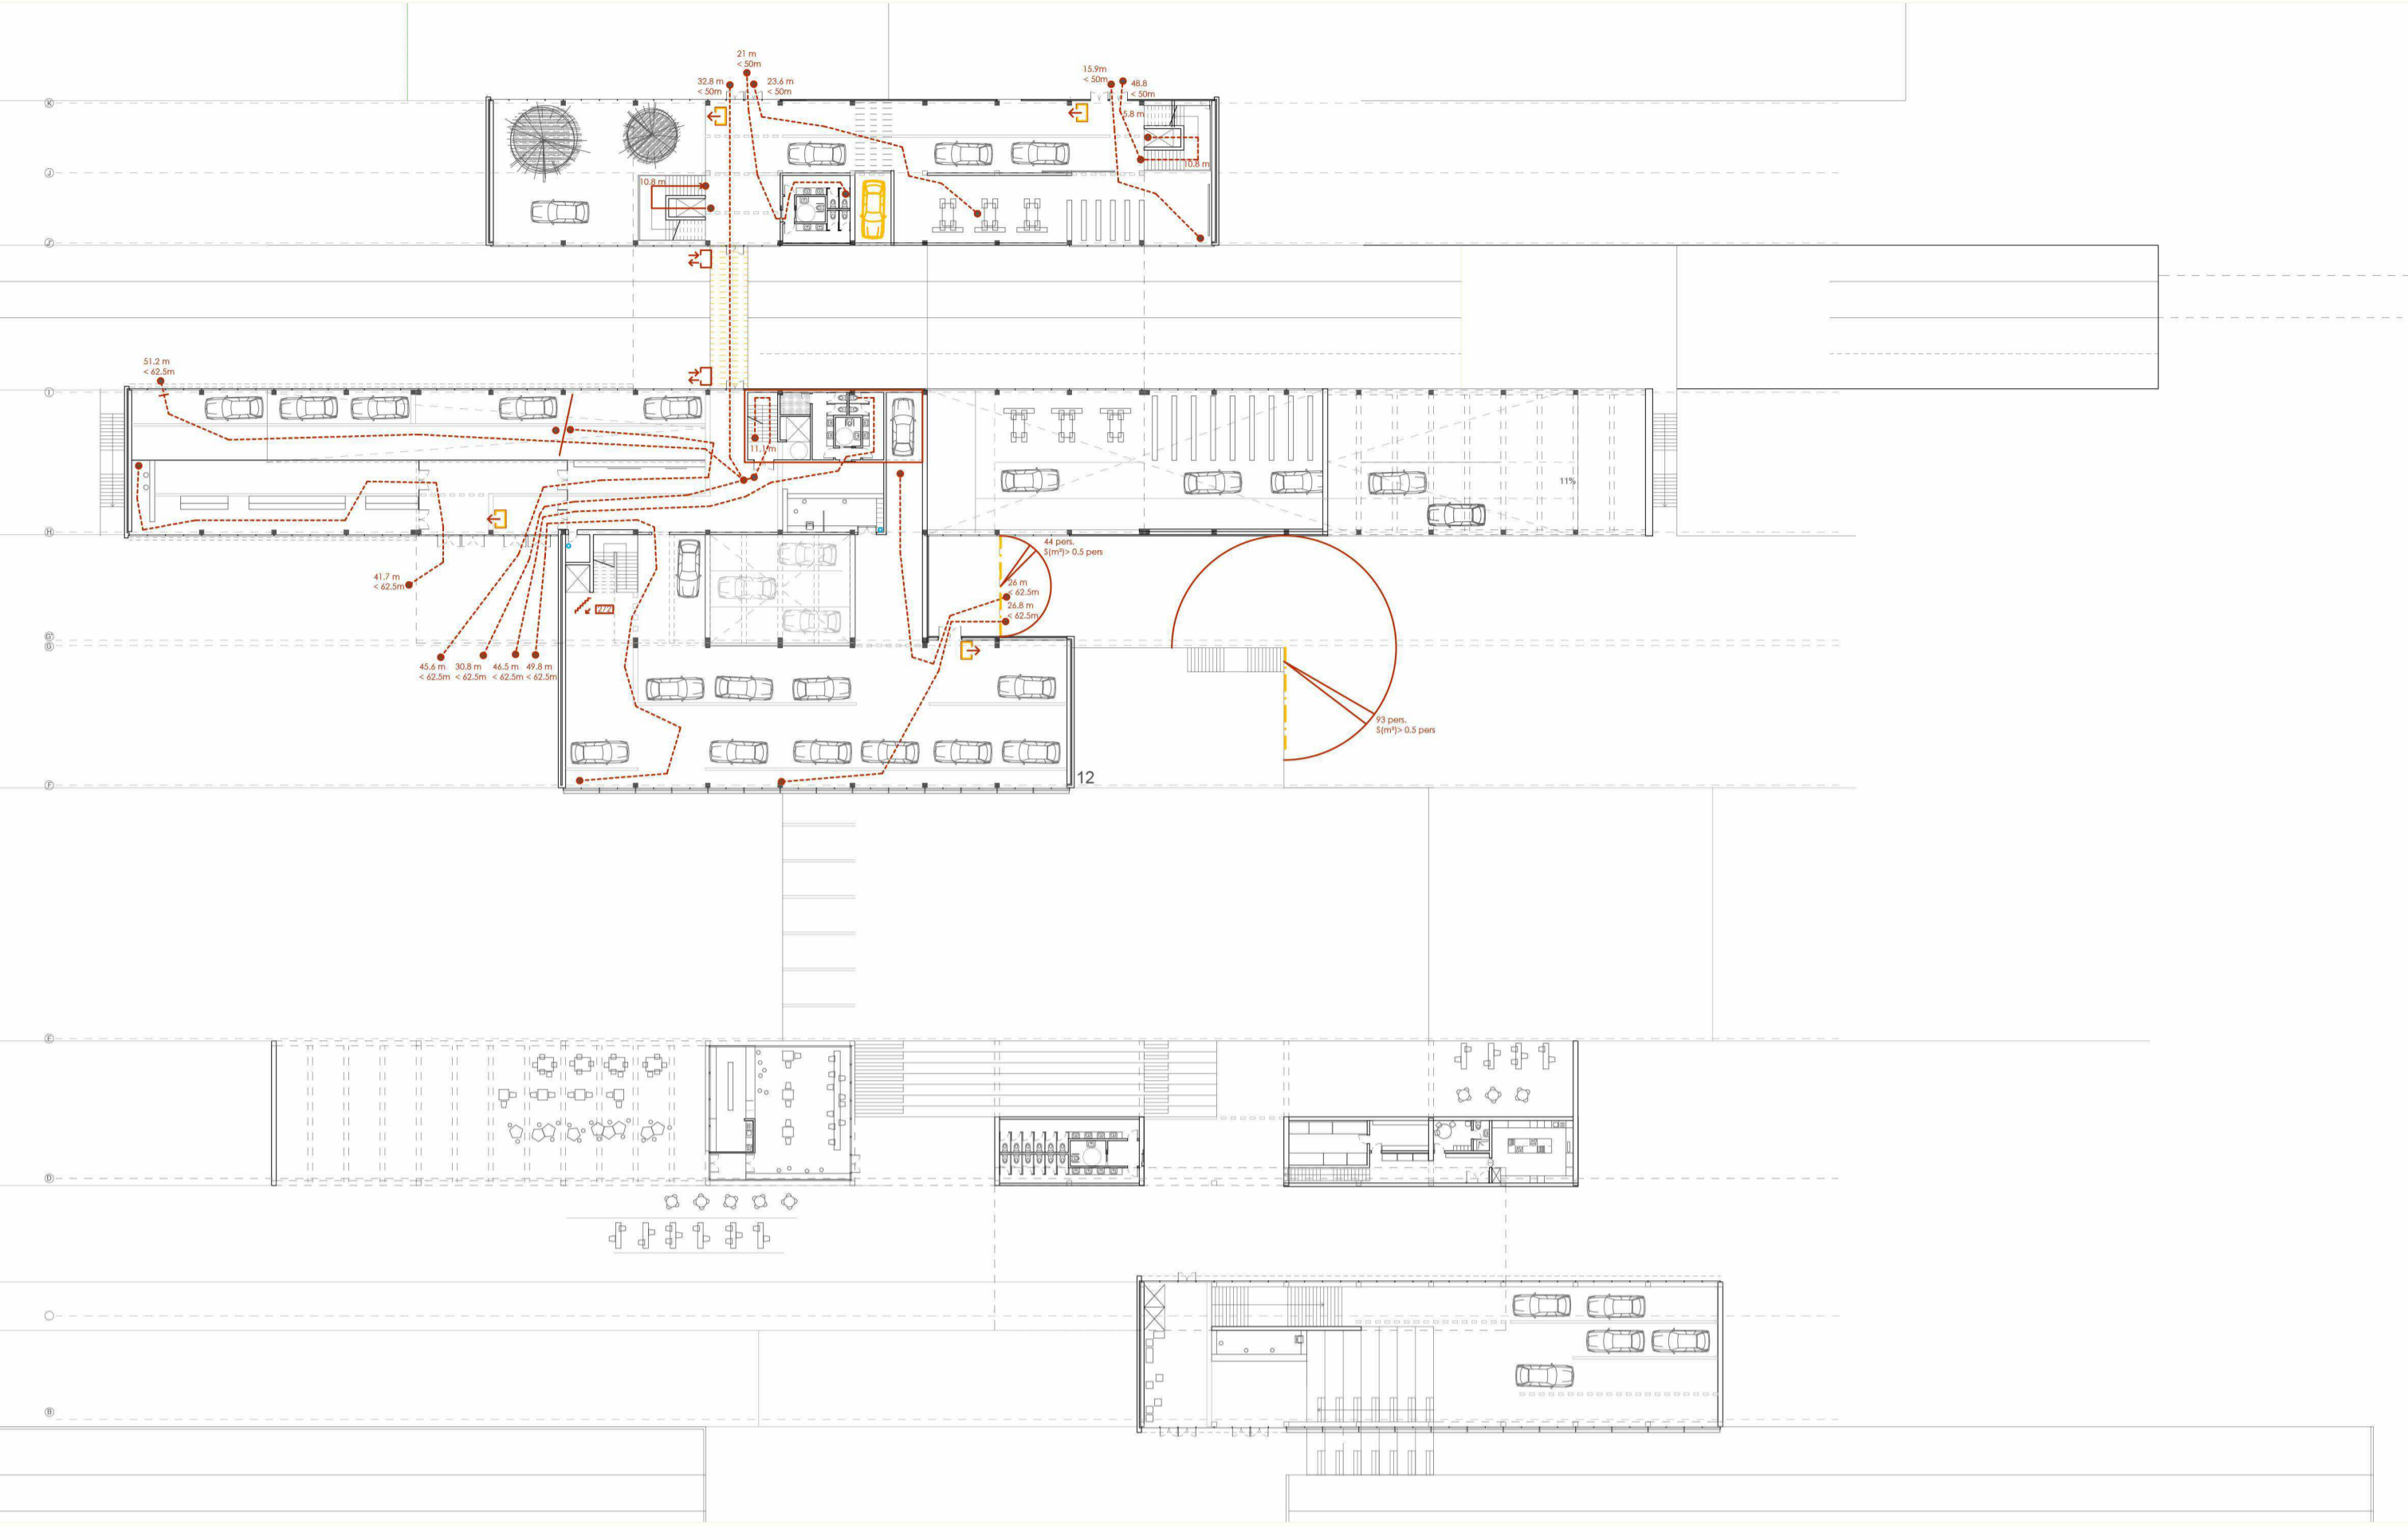 21 m
< 50m
32.8 m
< 50m
23.6 m
< 50m
15.9m
< 50m
48.8
< 50m
5.8 m
K
J
10.8 m
10.8 m
J'
51.2 m
< 62.5m
I
11.1m
11%
H
44 pers.
S(m²)> 0.5 pers
41.7 m
< 62.5m
26 m
< 62.5m
26.8 m
< 62.5m
G'
G
45.6 m 30.8 m 46.5 m 49.8 m
< 62.5m < 62.5m < 62.5m < 62.5m
93 pers.
S(m²)> 0.5 pers
12
F
E
D
B